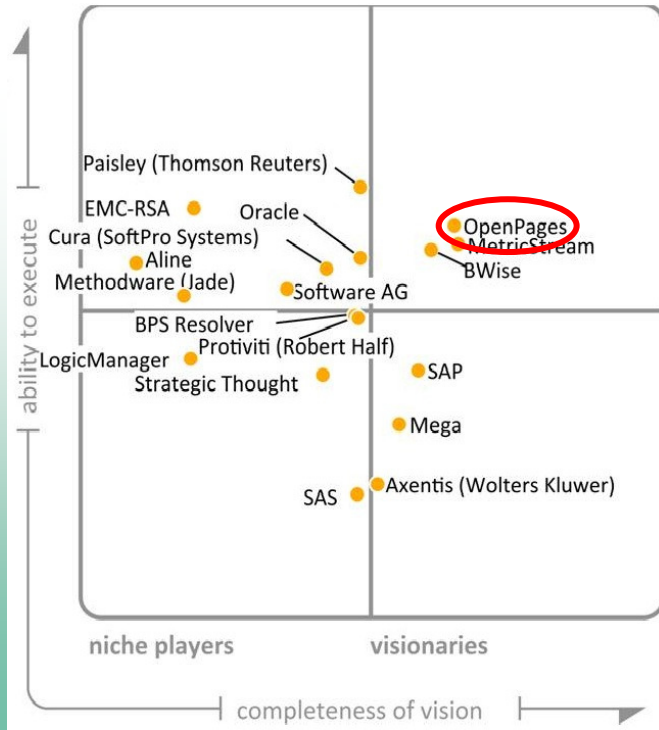 Paisley (Thomson Reuters)
EMC-RSA
Oracle
OpenPages
Cura (SoftPro Systems)
MetricStream
Aline
BWise
Methodware (Jade)
Software AG
BPS Resolver
Protiviti (Robert Half)
LogicManager
SAP
Strategic Thought
Mega
Axentis (Wolters Kluwer)
SAS
ability to execute
niche players
visionaries
completeness of vision